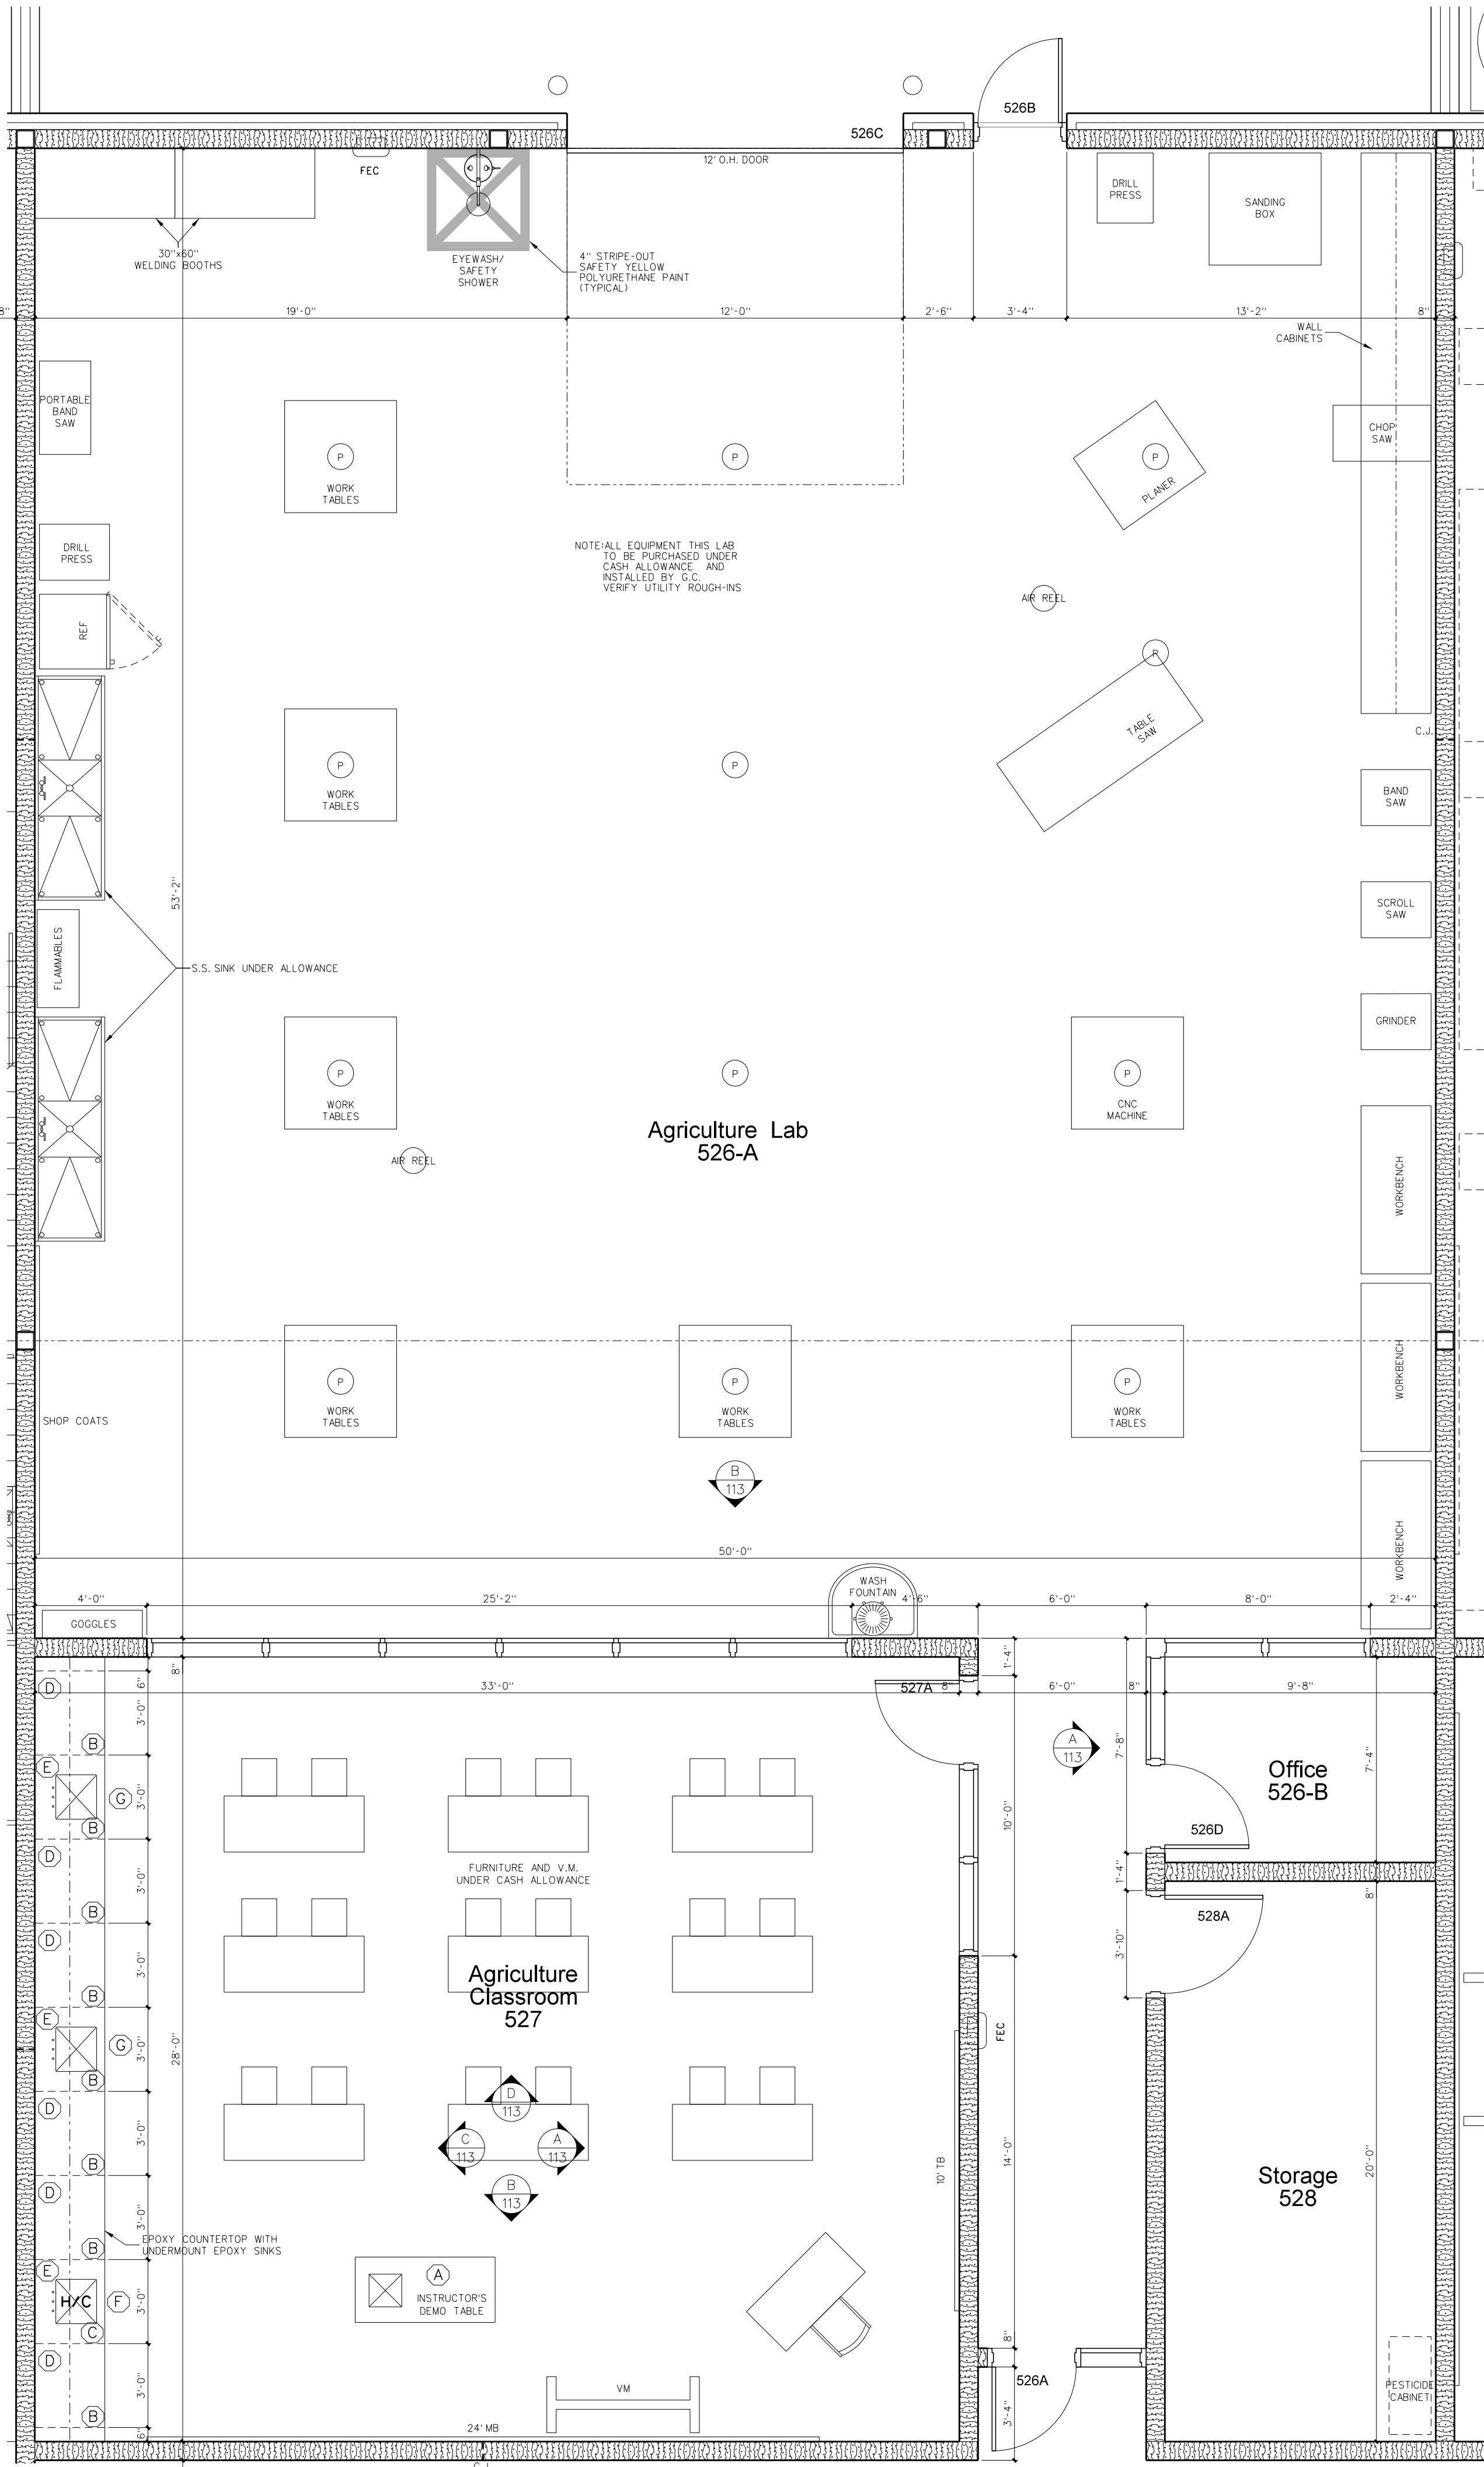 526B
526C
12' O.H. DOOR
FEC
DRILL
PRESS
SANDING
BOX
30"x60"
WELDING BOOTHS
EYEWASH/
SAFETY
SHOWER
4" STRIPE-OUT
SAFETY YELLOW
POLYURETHANE PAINT
(TYPICAL)
8"
19'-0"
12'-0"
2'-6"
3'-4"
13'-2"
8"
WALL
CABINETS
PORTABLE
BAND
SAW
CHOP
SAW
P
WORK
TABLES
P
P
PLANER
DRILL
PRESS
NOTE:ALL EQUIPMENT THIS LAB
TO BE PURCHASED UNDER
CASH ALLOWANCE AND
INSTALLED BY G.C.
VERIFY UTILITY ROUGH-INS
AIR REEL
REF
P
TABLE
SAW
C.J.
P
WORK
TABLES
P
BAND
SAW
53'-2"
SCROLL
SAW
FLAMMABLES
S.S. SINK UNDER ALLOWANCE
GRINDER
P
WORK
TABLES
P
P
CNC
MACHINE
Agriculture Lab
526-A
AIR REEL
WORKBENCH
WORKBENCH
P
WORK
TABLES
P
WORK
TABLES
P
WORK
TABLES
SHOP COATS
B
113
WORKBENCH
50'-0"
WASH
FOUNTAIN
4'-0"
25'-2"
4'-6"
6'-0"
8'-0"
2'-4"
GOGGLES
8"
1'-4"
D
6"
33'-0"
527A
8"
6'-0"
8"
9'-8"
3'-0"
B
A
113
7'-8"
7'-4"
E
G
3'-0"
Office
526-B
B
10'-0"
526D
D
3'-0"
FURNITURE AND V.M.
UNDER CASH ALLOWANCE
1'-4"
8"
B
528A
D
3'-0"
3'-10"
Agriculture
Classroom
527
B
E
G
3'-0"
28'-0"
FEC
B
D
3'-0"
D
113
C
113
A
113
B
113
B
10' TB
14'-0"
20'-0"
Storage
528
D
3'-0"
EPOXY COUNTERTOP WITH
UNDERMOUNT EPOXY SINKS
B
E
H/C
F
3'-0"
A
INSTRUCTOR'S
DEMO TABLE
C
8"
D
3'-0"
526A
VM
PESTICIDE
CABINET
B
3'-4"
24' MB
6"